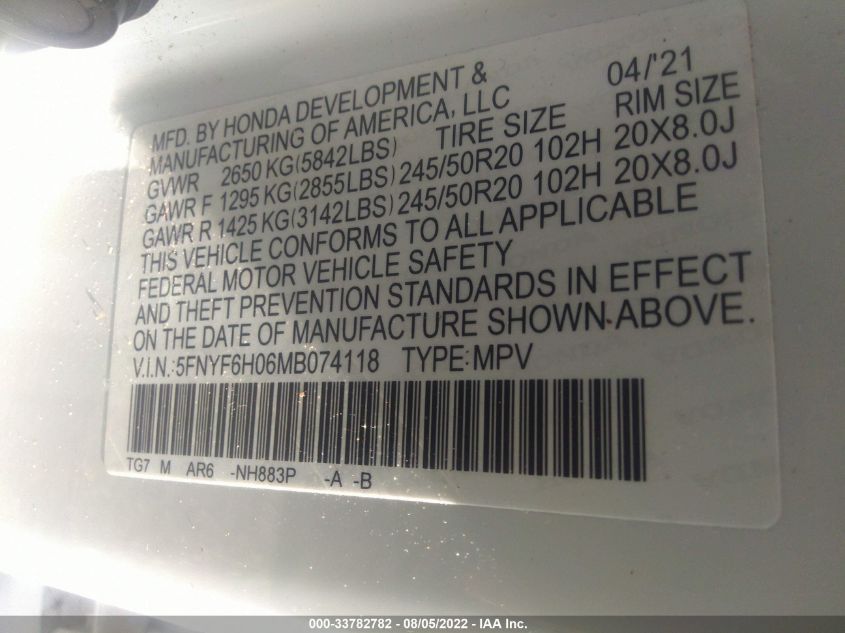 MFD. BY HONDA DEVELOPMENT & 04/'21
MANUFACTURING OF AMERICA, LLC
GVWR 2650 KG(5842LBS) TIRE SIZE RIM SIZE
GAWR F 1295 KG(2855LBS) 245/50R20 102H 20X8.0J
GAWR R 1425 KG(3142LBS) 245/50R20 102H 20X8.0J
THIS VEHICLE CONFORMS TO ALL APPLICABLE
FEDERAL MOTOR VEHICLE SAFETY
AND THEFT PREVENTION STANDARDS IN EFFECT
ON THE DATE OF MANUFACTURE SHOWN ABOVE.
V.I.N.:5FNYF6H06MB074118 TYPE:MPV
TG7 M AR6 -NH883P -A -B
000-33782782 - 08/05/2022 - IAA Inc.